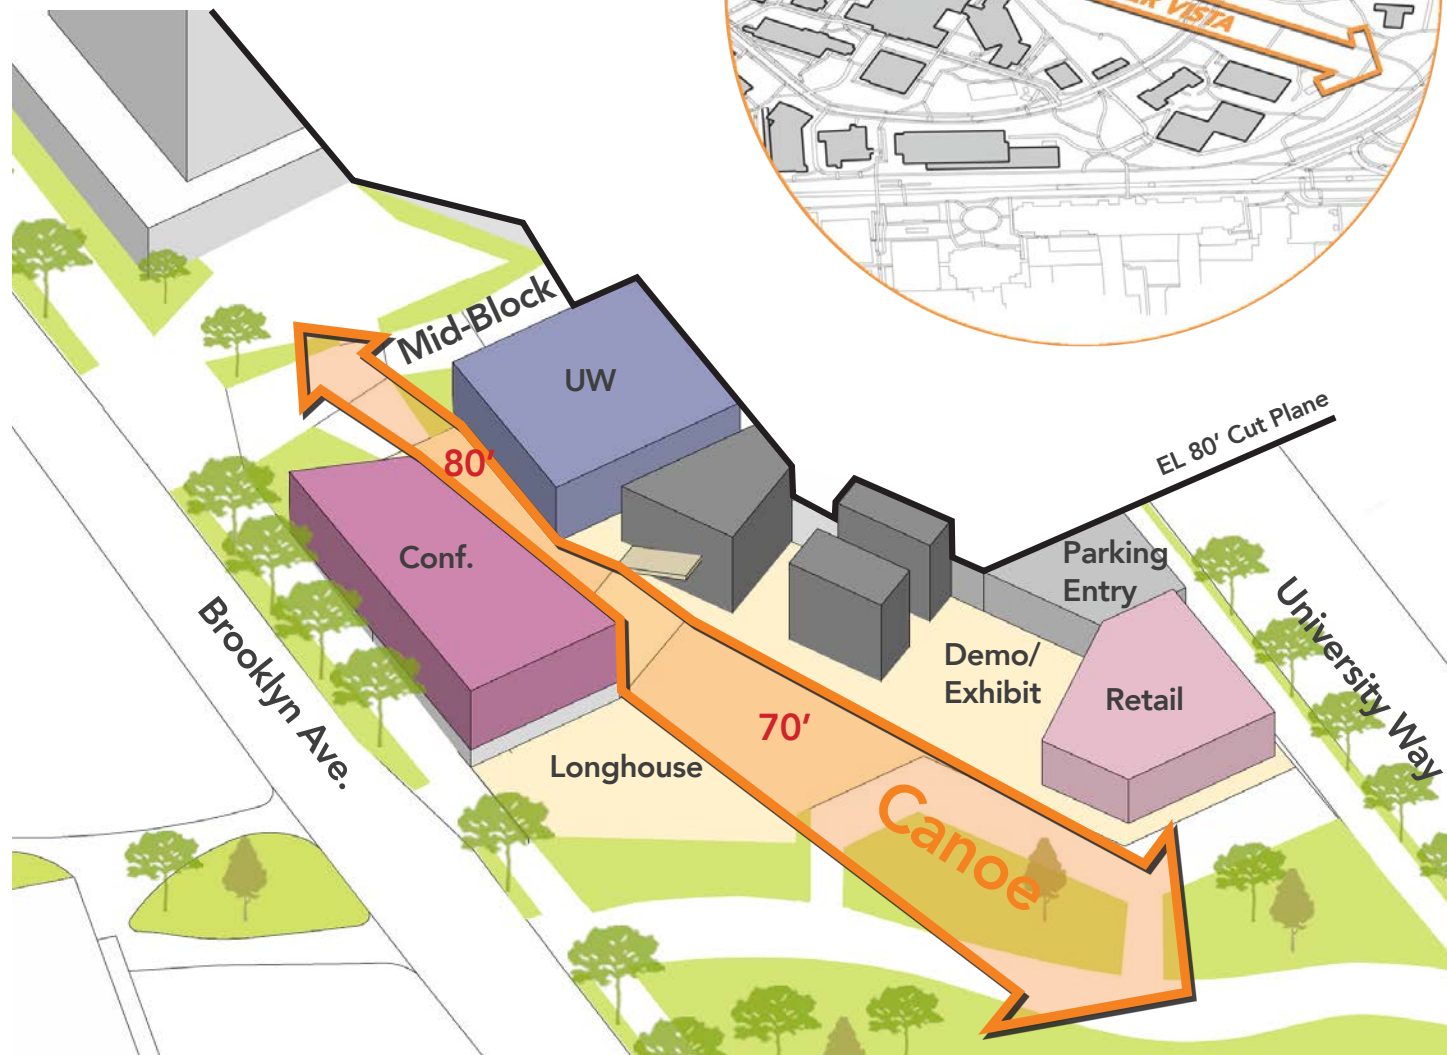 VISTA
Mid-Block
UW
80'
EL 80' Cut Plane
Conf.
Parking
Entry
Brooklyn Ave.
University Way
Demo/
Exhibit
Retail
70'
Longhouse
Canoe